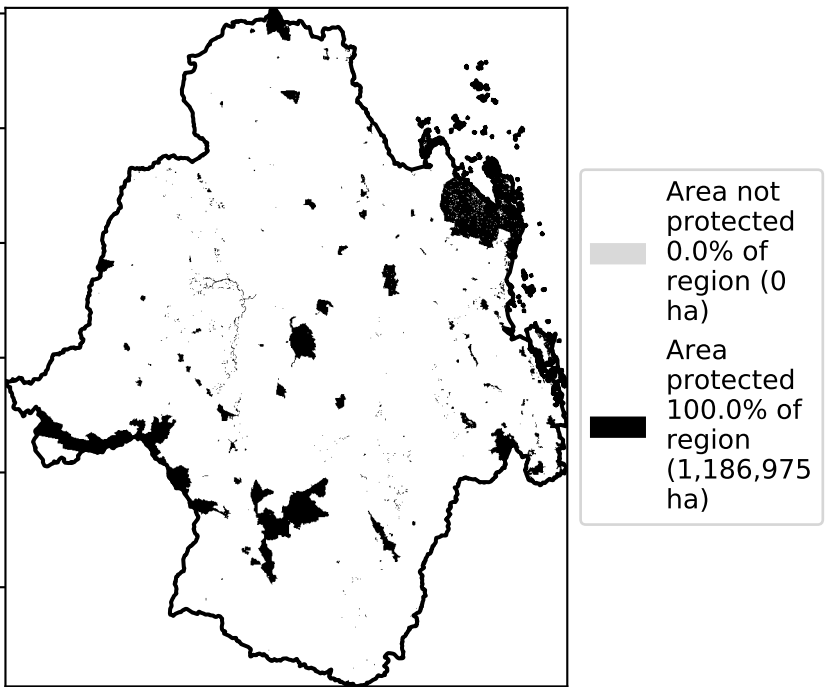 Area not
protected
0.0% of
region (0
ha)
Area
protected
100.0% of
region
(1,186,975
ha)